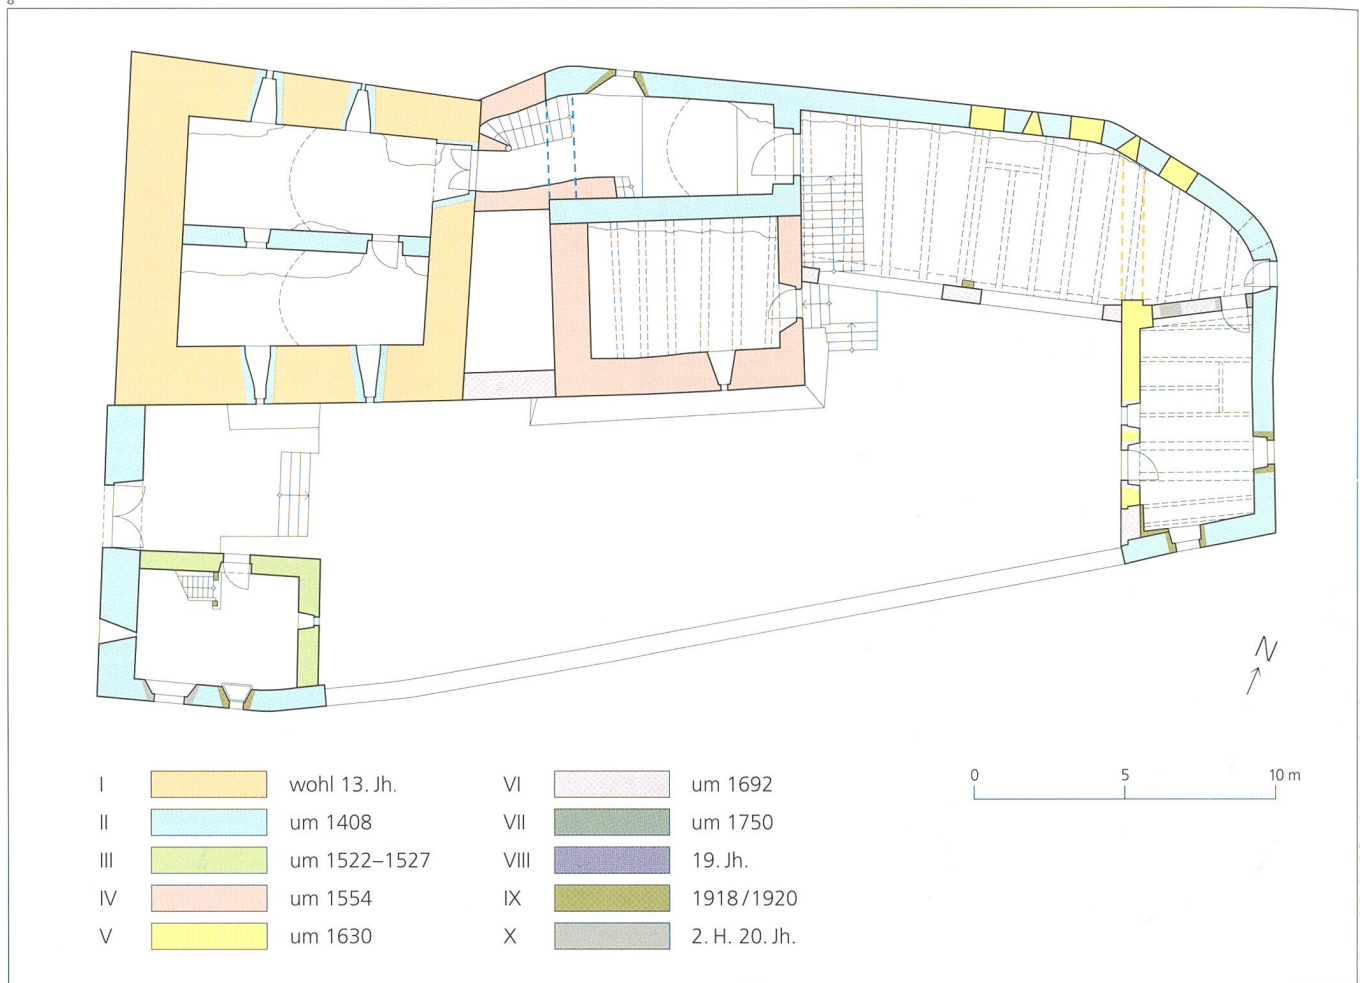 N
0 5 10 m
I wohl 13. Jh.
II um 1408
III um 1522–1527
IV um 1554
V um 1630
VI um 1692
VII um 1750
VIII 19. Jh.
IX 1918/1920
X 2. H. 20. Jh.